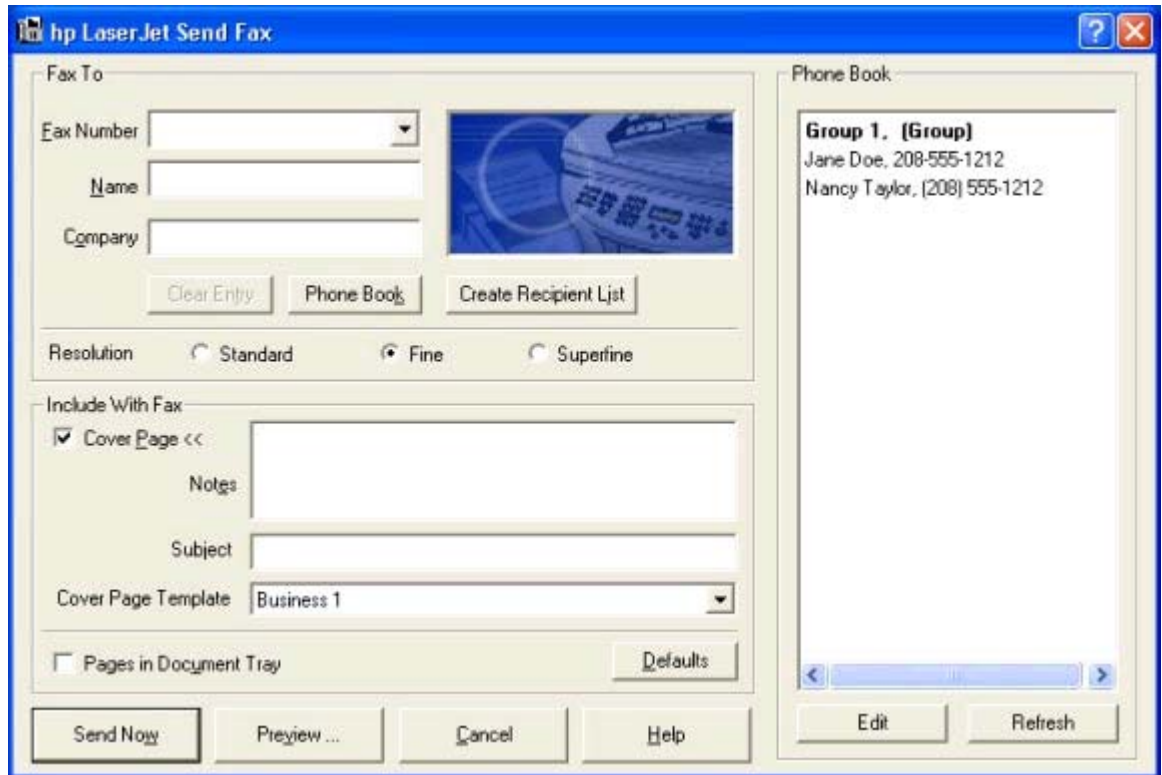 hp LaserJet Send Fax
Fax To
Fax Number
Name
Company
Clear Entry Phone Book Create Recipient List
Resolution Standard Fine Superfine
Include With Fax
Cover Page <<
Notes
Subject
Cover Page Template Business 1
Pages in Document Tray Defaults
Send Now Preview ... Cancel Help
Phone Book
Group 1, (Group)
Jane Doe, 208-555-1212
Nancy Taylor, (208) 555-1212
Edit Refresh